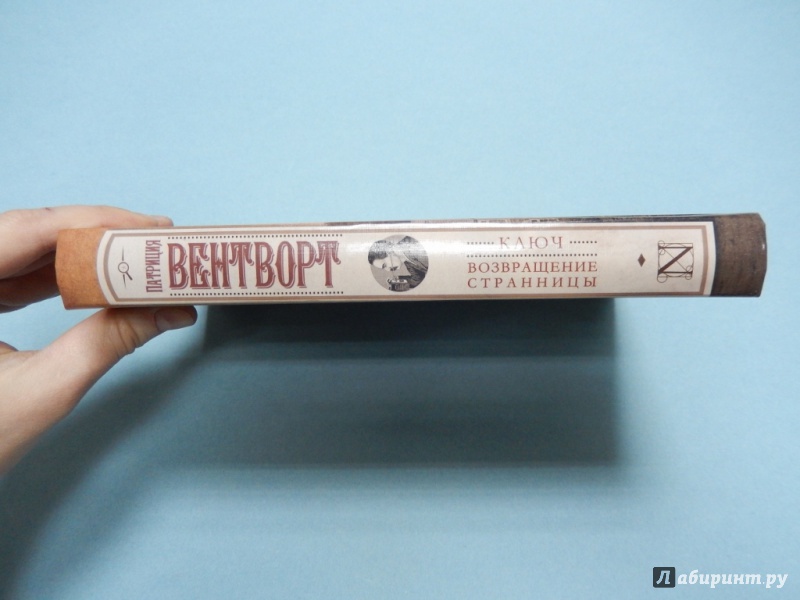 ПАТРИЦИЯ
ВЕНТВОРТ
КЛЮЧ
ВОЗВРАЩЕНИЕ
СТРАННИЦЫ
N
Лабиринт.ру